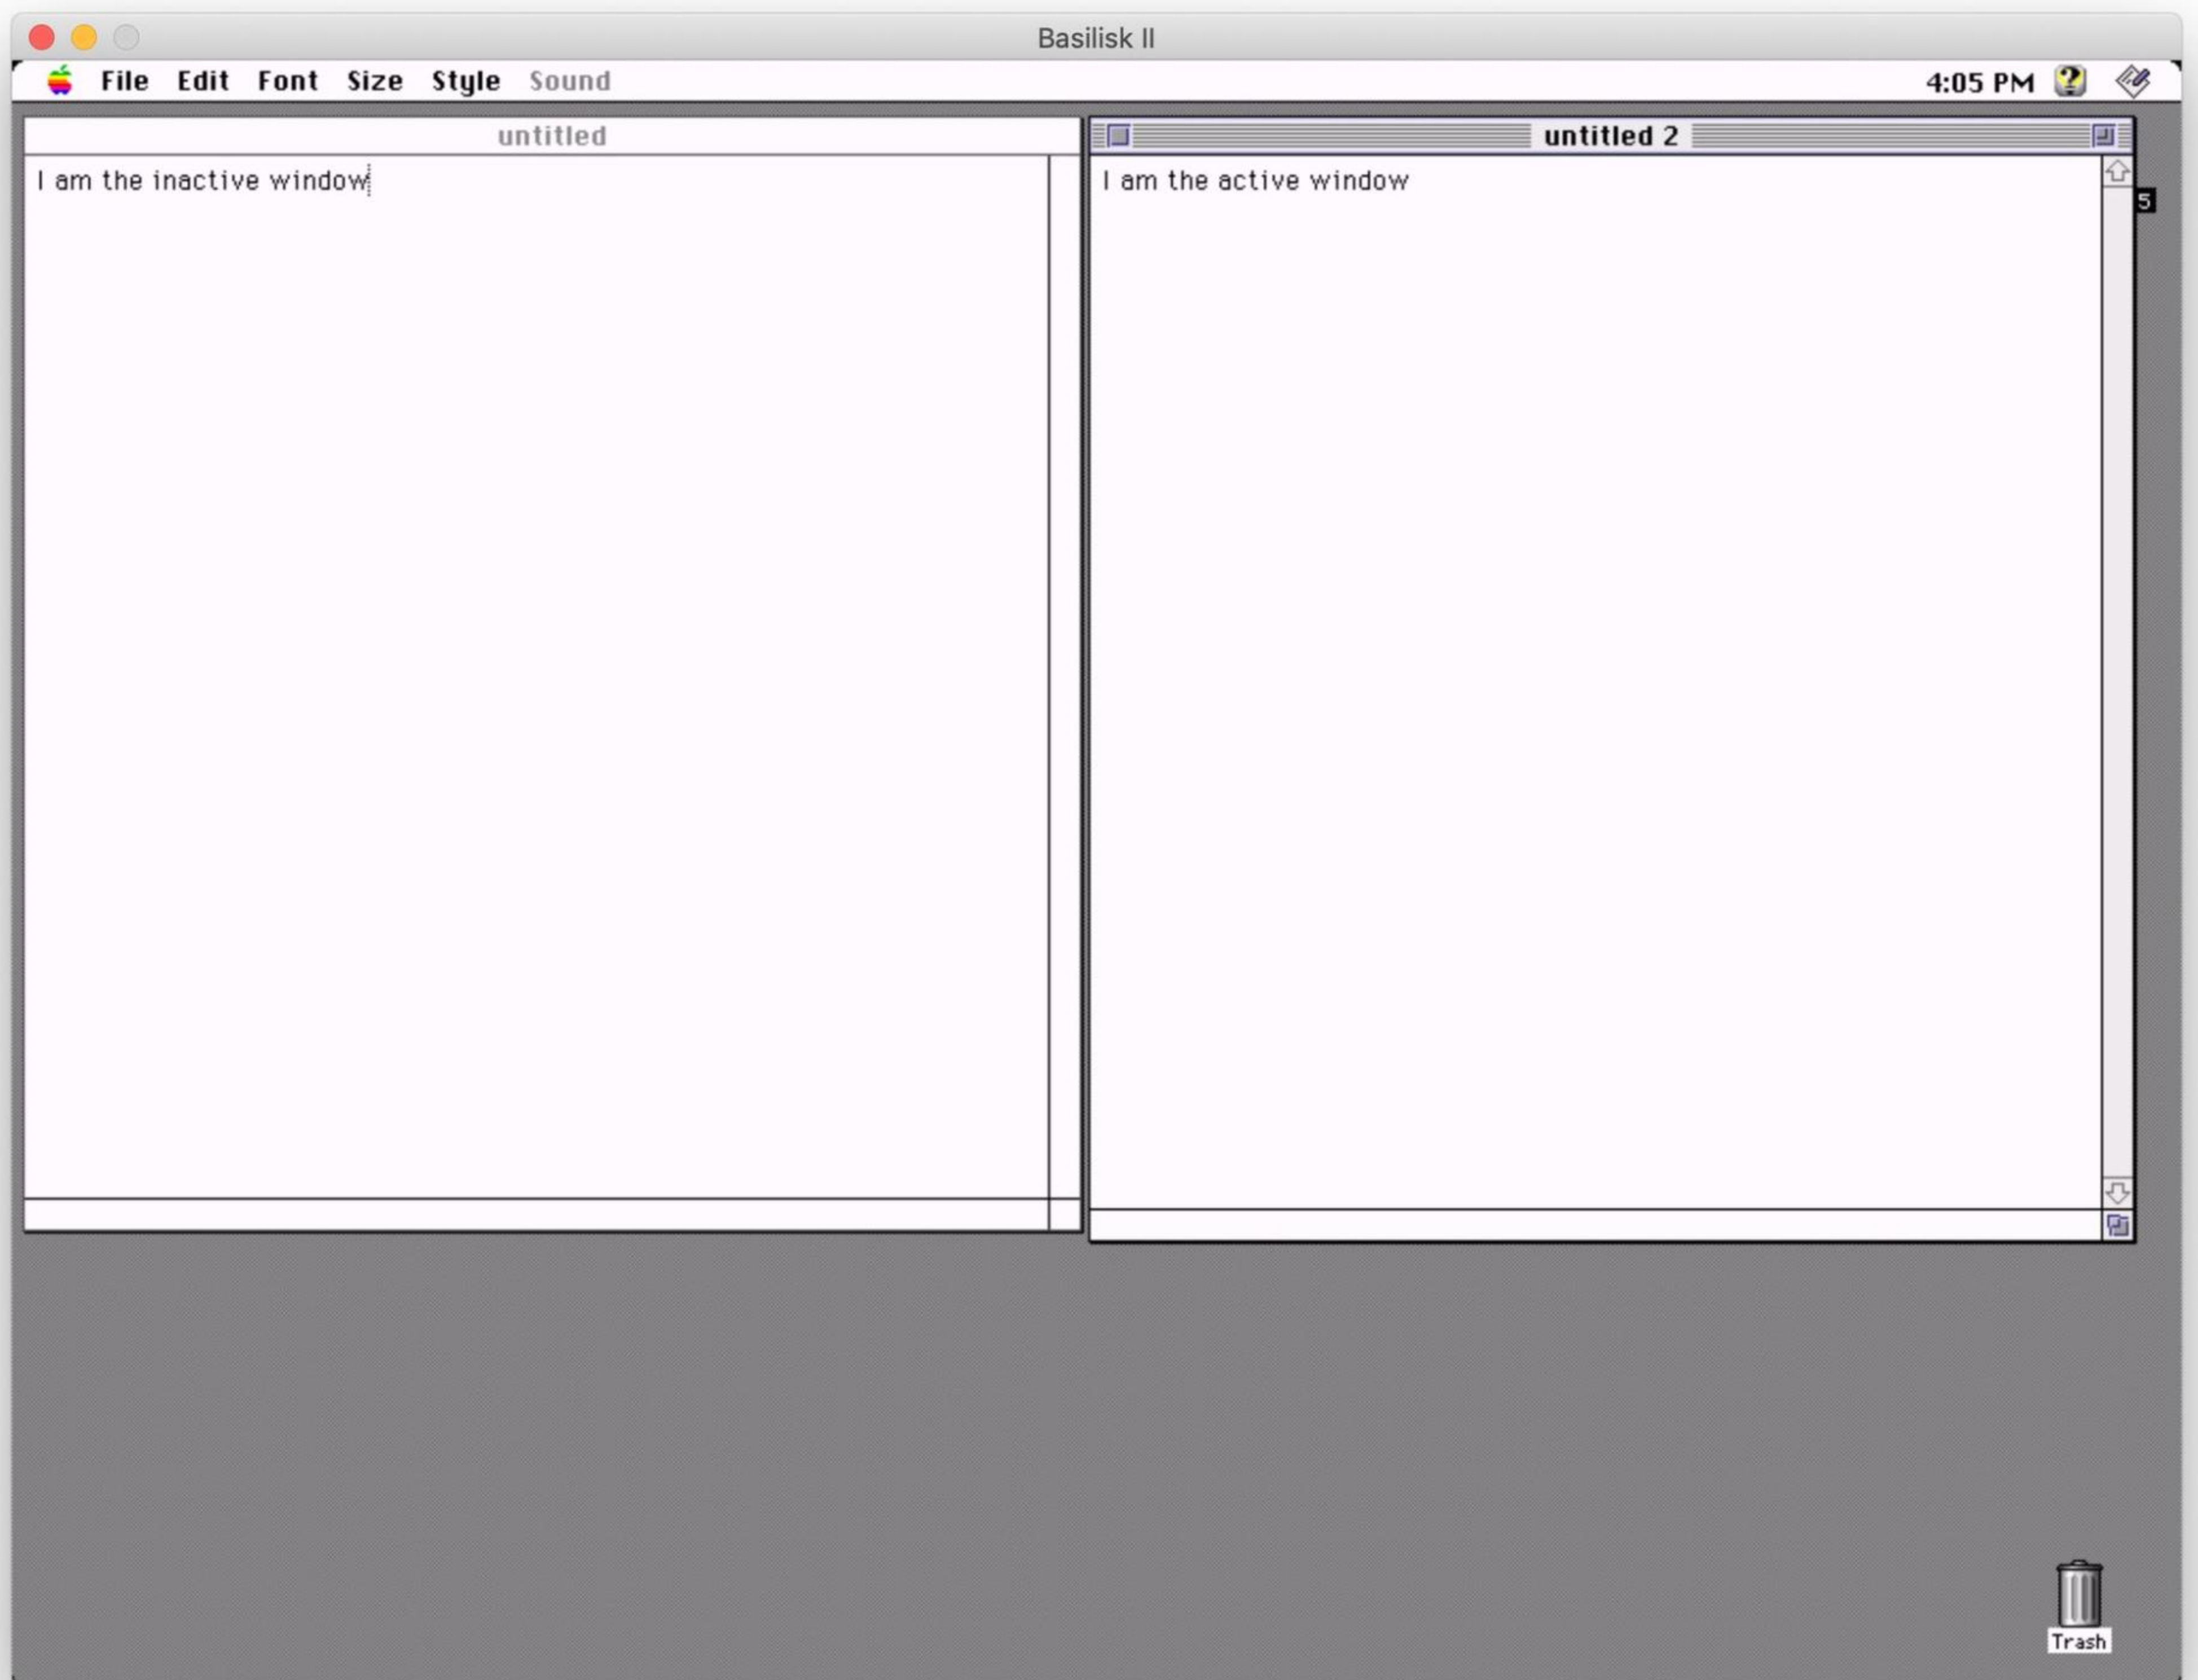 Basilisk II
File Edit Font Size Style Sound 4:05 PM
untitled
I am the inactive window
untitled 2
I am the active window
5
Trash